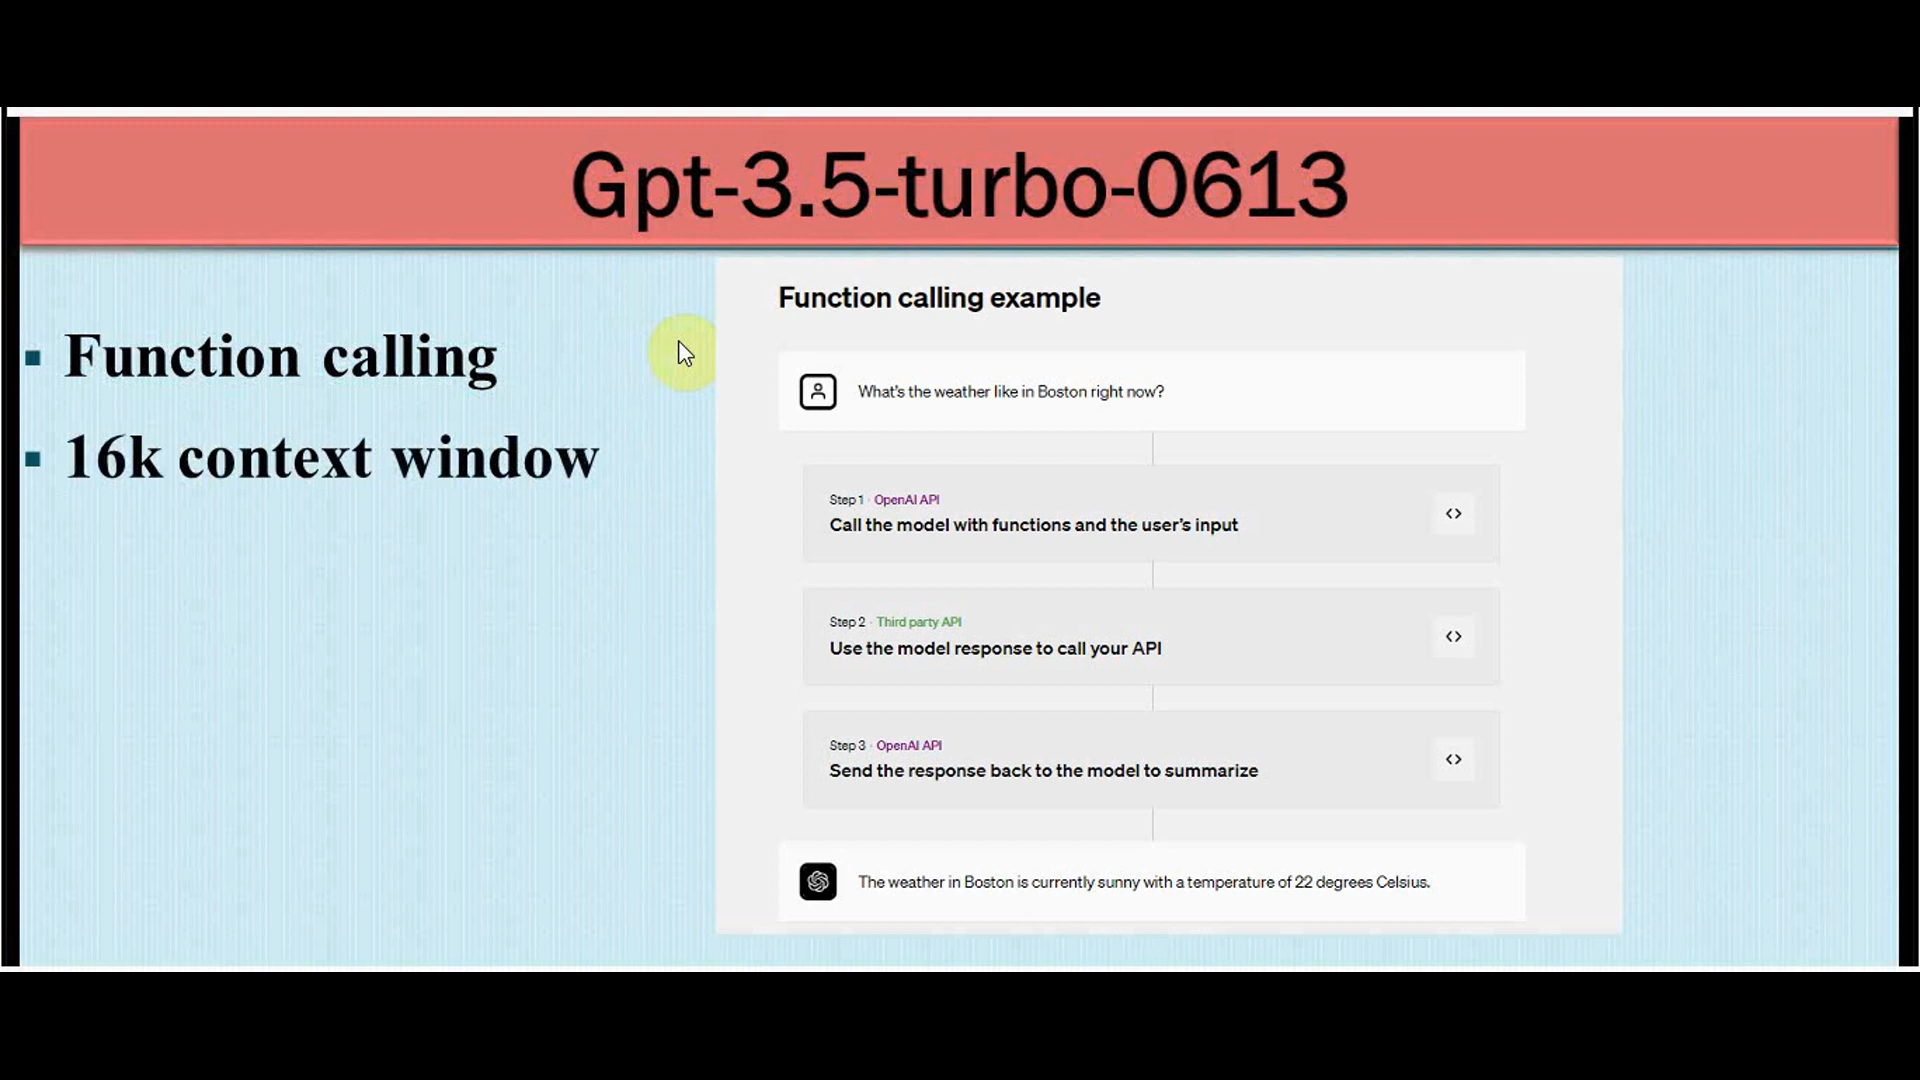 Gpt-3.5-turbo-0613
Function calling
16k context window
Function calling example
What's the weather like in Boston right now?
Step 1 · OpenAI API
Call the model with functions and the user's input
<>
Step 2 · Third party API
Use the model response to call your API
<>
Step 3 · OpenAI API
Send the response back to the model to summarize
<>
The weather in Boston is currently sunny with a temperature of 22 degrees Celsius.